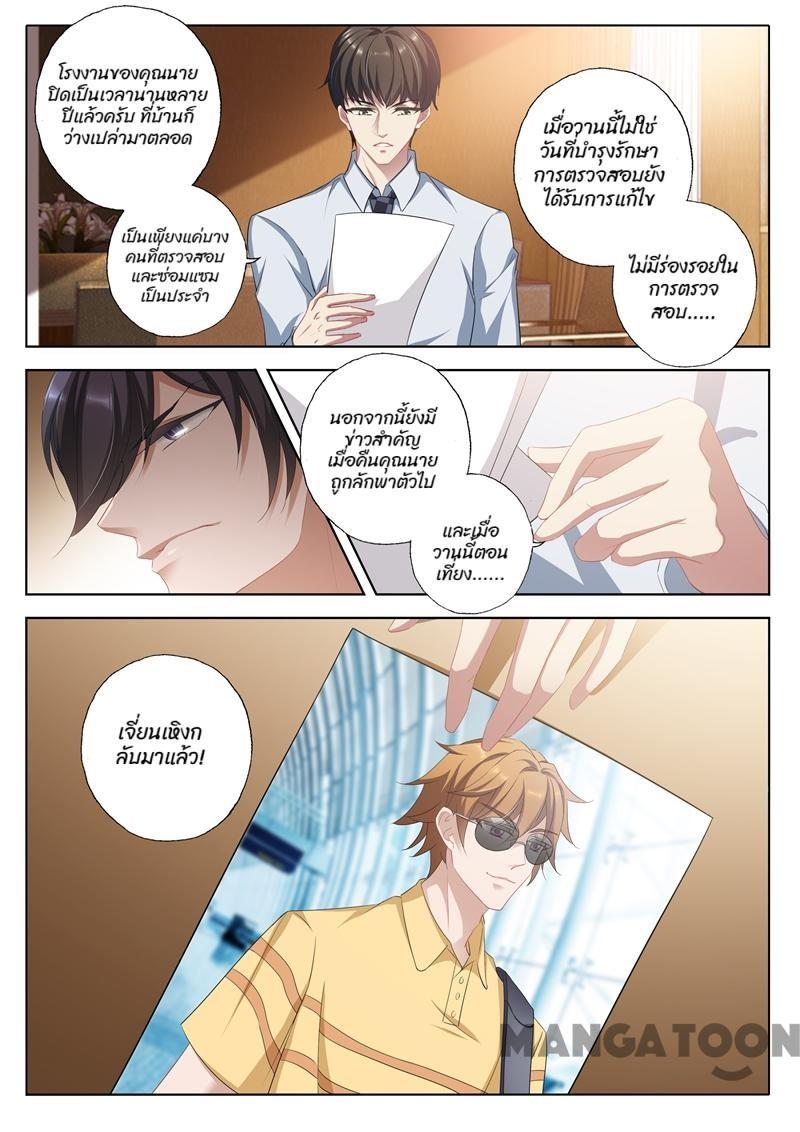 โรงงานของคุณนาย
ปิดเป็นเวลานานหลาย
ปีแล้วครับ ที่บ้านก็
ว่างเปล่ามาตลอด
เป็นเพียงแค่บาง
คนที่ตรวจสอบ
และซ่อมแซม
เป็นประจำ
เมื่อวานนี้ไม่ใช่
วันที่บำรุงรักษา
การตรวจสอบยัง
ได้รับการแก้ไข
ไม่มีร่องรอยใน
การตรวจ
สอบ.....
นอกจากนี้ยังมี
ข่าวสำคัญ
เมื่อคืนคุณนาย
ถูกลักพาตัวไป
และเมื่อ
วานนี้ตอน
เที่ยง......
เจี่ยนเหิงก
ลับมาแล้ว!
MANGATOON